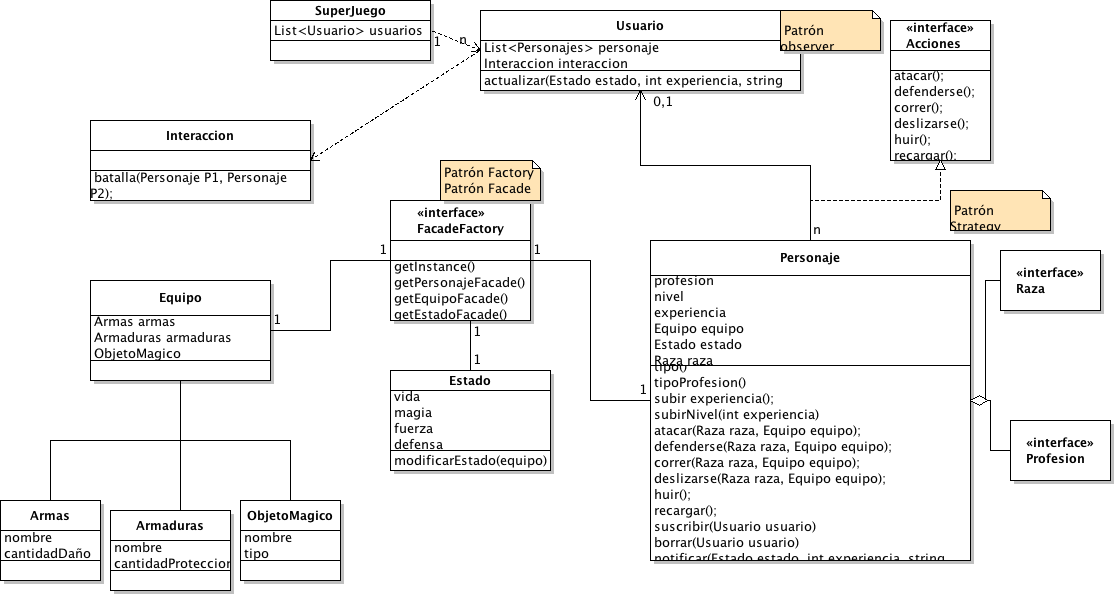 SuperJuego
List<Usuario> usuarios
1
n
Usuario
List<Personajes> personaje
Interaccion interaccion
actualizar(Estado estado, int experiencia, string
Patrón
observer
«interface»
Acciones
atacar();
defenderse();
correr();
deslizarse();
huir();
recargar();
0,1
Interaccion
batalla(Personaje P1, Personaje
P2);
Patrón Factory
Patrón Facade
«interface»
FacadeFactory
getInstance()
getPersonajeFacade()
getEquipoFacade()
getEstadoFacade()
1
1
1
1
1
1
n
Patrón
Strategy
Equipo
Armas armas
Armaduras armaduras
ObjetoMagico
Estado
vida
magia
fuerza
defensa
modificarEstado(equipo)
Personaje
profesion
nivel
experiencia
Equipo equipo
Estado estado
Raza raza
tipo()
tipoProfesion()
subir experiencia();
subirNivel(int experiencia)
atacar(Raza raza, Equipo equipo);
defenderse(Raza raza, Equipo equipo);
correr(Raza raza, Equipo equipo);
deslizarse(Raza raza, Equipo equipo);
huir();
recargar();
suscribir(Usuario usuario)
borrar(Usuario usuario)
notificar(Estado estado, int experiencia, string
«interface»
Raza
«interface»
Profesion
Armas
nombre
cantidadDaño
Armaduras
nombre
cantidadProteccion
ObjetoMagico
nombre
tipo